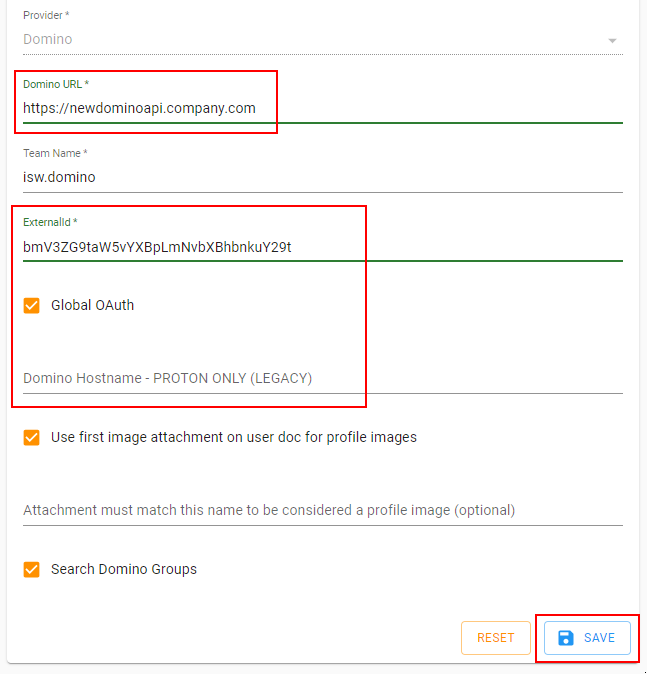 Provider *
Domino
Domino URL *
https://newdominoapi.company.com
Team Name *
isw.domino
ExternalId *
bmV3ZG9taW5vYXBpLmNvbXBhbnkuY29t
Global OAuth
Domino Hostname - PROTON ONLY (LEGACY)
Use first image attachment on user doc for profile images
Attachment must match this name to be considered a profile image (optional)
Search Domino Groups
RESET
SAVE